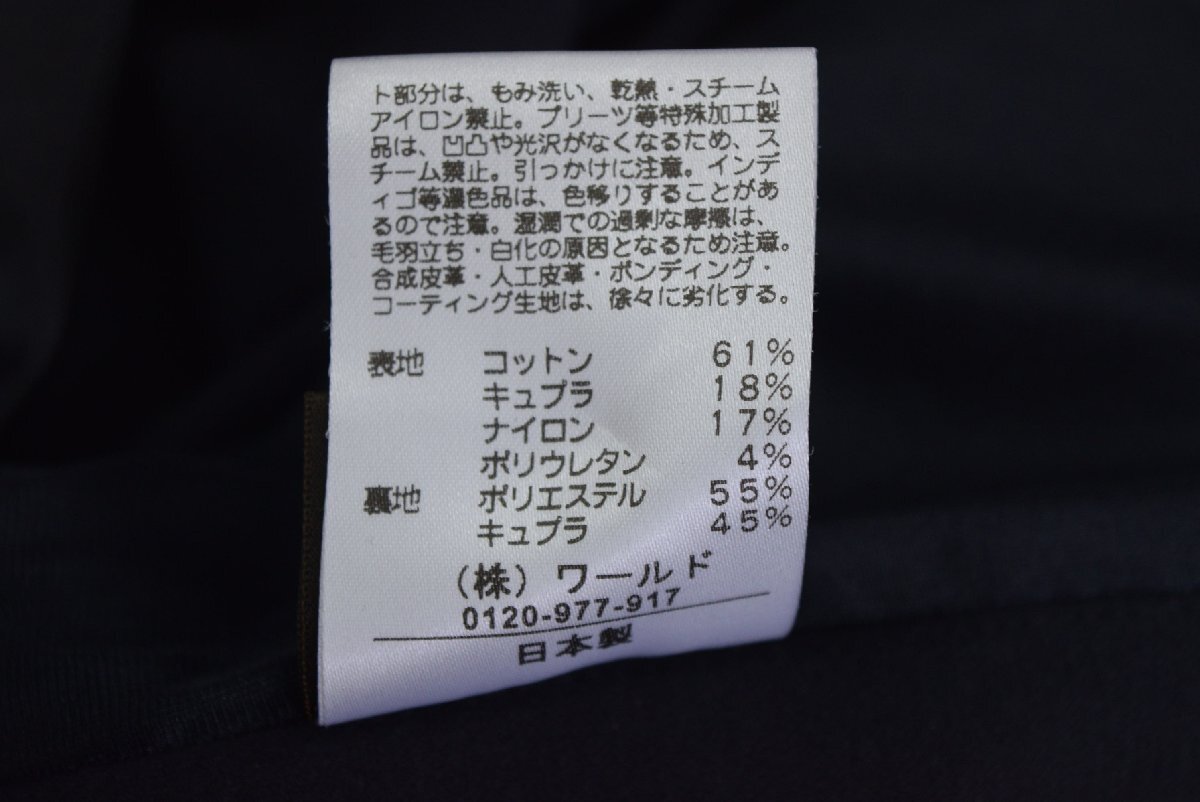 ト部分は、もみ洗い、乾熱・スチーム
アイロン禁止。プリーツ等特殊加工製
品は、凹凸や光沢がなくなるため、ス
チーム禁止。引っかけに注意。インデ
ィゴ等濃色品は、色移りすることがあ
るので注意。湿潤での過剰な摩擦は、
毛羽立ち・白化の原因となるため注意。
合成皮革・人工皮革・ボンディング・
コーティング生地は、徐々に劣化する。
表地 コットン 61%
キュプラ 18%
ナイロン 17%
ポリウレタン 4%
裏地 ポリエステル 55%
キュプラ 45%
(株) ワールド
0120-977-917
日本製